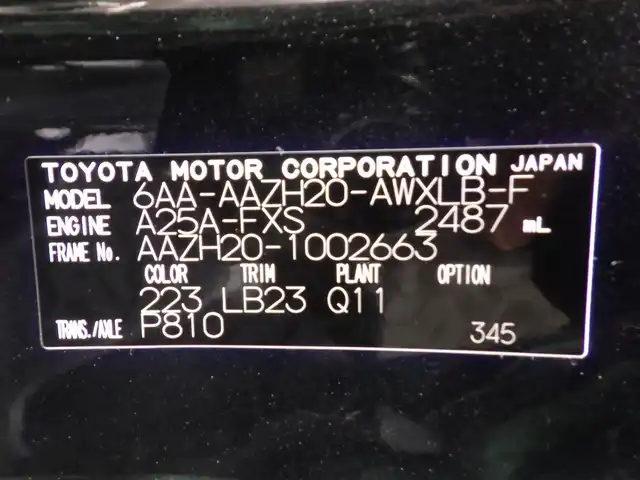 TOYOTA MOTOR CORPORATION JAPAN
MODEL 6AA-AAZH20-AWXLB-F
ENGINE A25A-FXS 2487 mL
FRAME No. AAZH20-1002663
COLOR TRIM PLANT OPTION
223 LB23 Q11
TRANS./AXLE P810 345